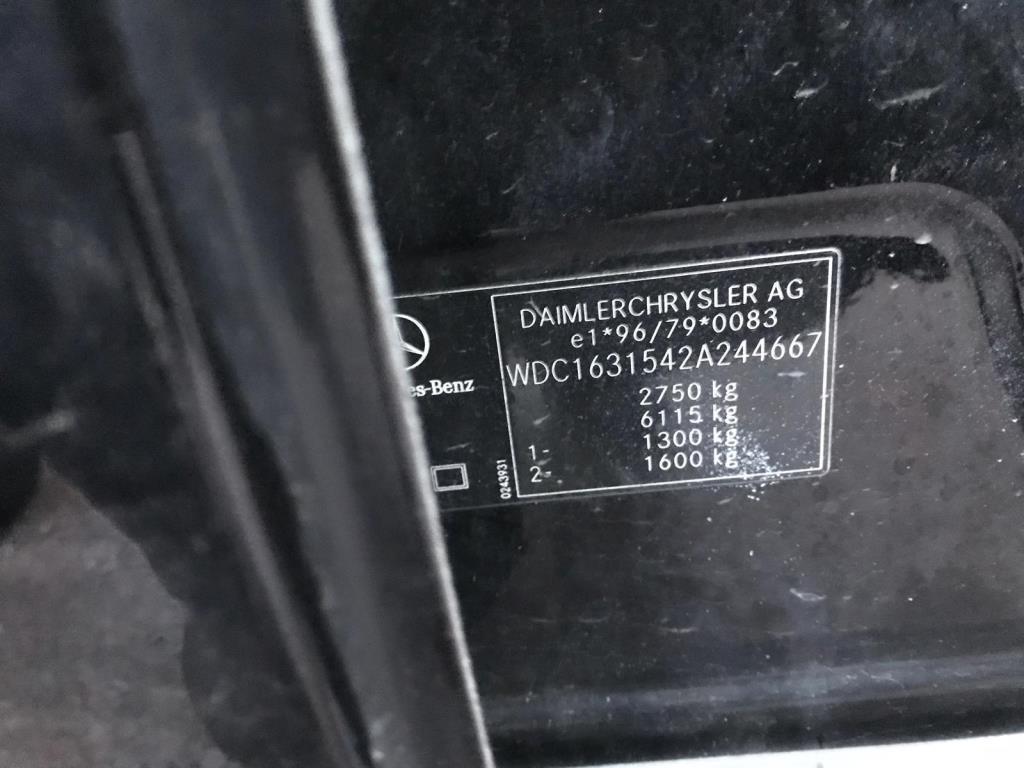 DAIMLERCHRYSLER AG
e1*96/79*0083
WDC1631542A244667
2750 kg
6115 kg
1- 1300 kg
2- 1600 kg
es-Benz
0243931